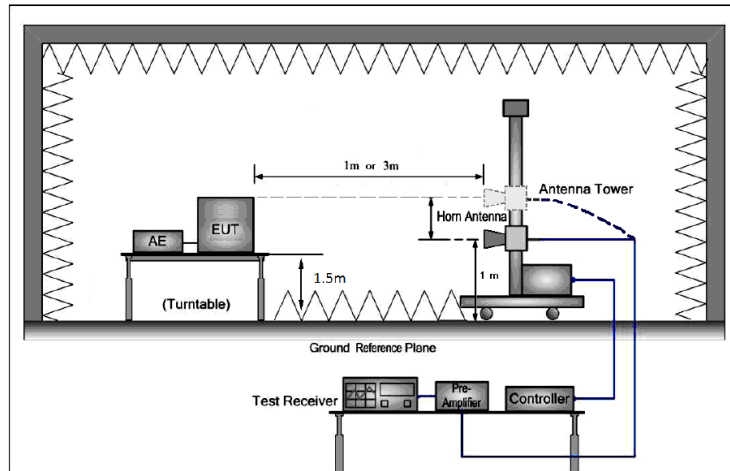 1m or 3m
Antenna Tower
Horn Antenna
EUT
AE
1.5m
1 m
(Turntable)
Ground Reference Plane
Test Receiver
Pre-
Amplifier
Controller